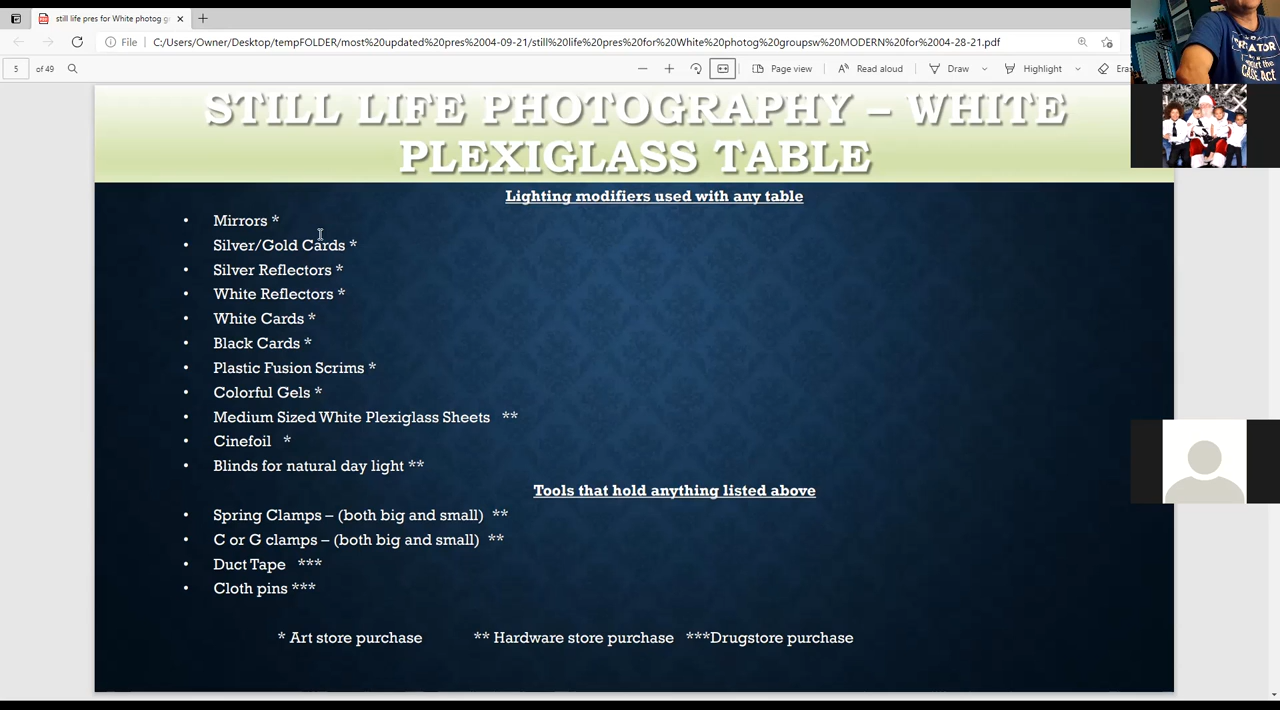 still life pres for White photog g
File
C:/Users/Owner/Desktop/tempFOLDER/most%20updated%20pres%2004-09-21/still%20life%20pres%20for%20White%20photog%20groupsw%20MODERN%20for%2004-28-21.pdf
5 of 49
Page view
Read aloud
Draw
Highlight
Eras
STILL LIFE PHOTOGRAPHY – WHITE
PLEXIGLASS TABLE
Lighting modifiers used with any table
• Mirrors *
• Silver/Gold Cards *
• Silver Reflectors *
• White Reflectors *
• White Cards *
• Black Cards *
• Plastic Fusion Scrims *
• Colorful Gels *
• Medium Sized White Plexiglass Sheets **
• Cinefoil *
• Blinds for natural day light **
Tools that hold anything listed above
• Spring Clamps – (both big and small) **
• C or G clamps – (both big and small) **
• Duct Tape ***
• Cloth pins ***
* Art store purchase ** Hardware store purchase ***Drugstore purchase
CASE Act